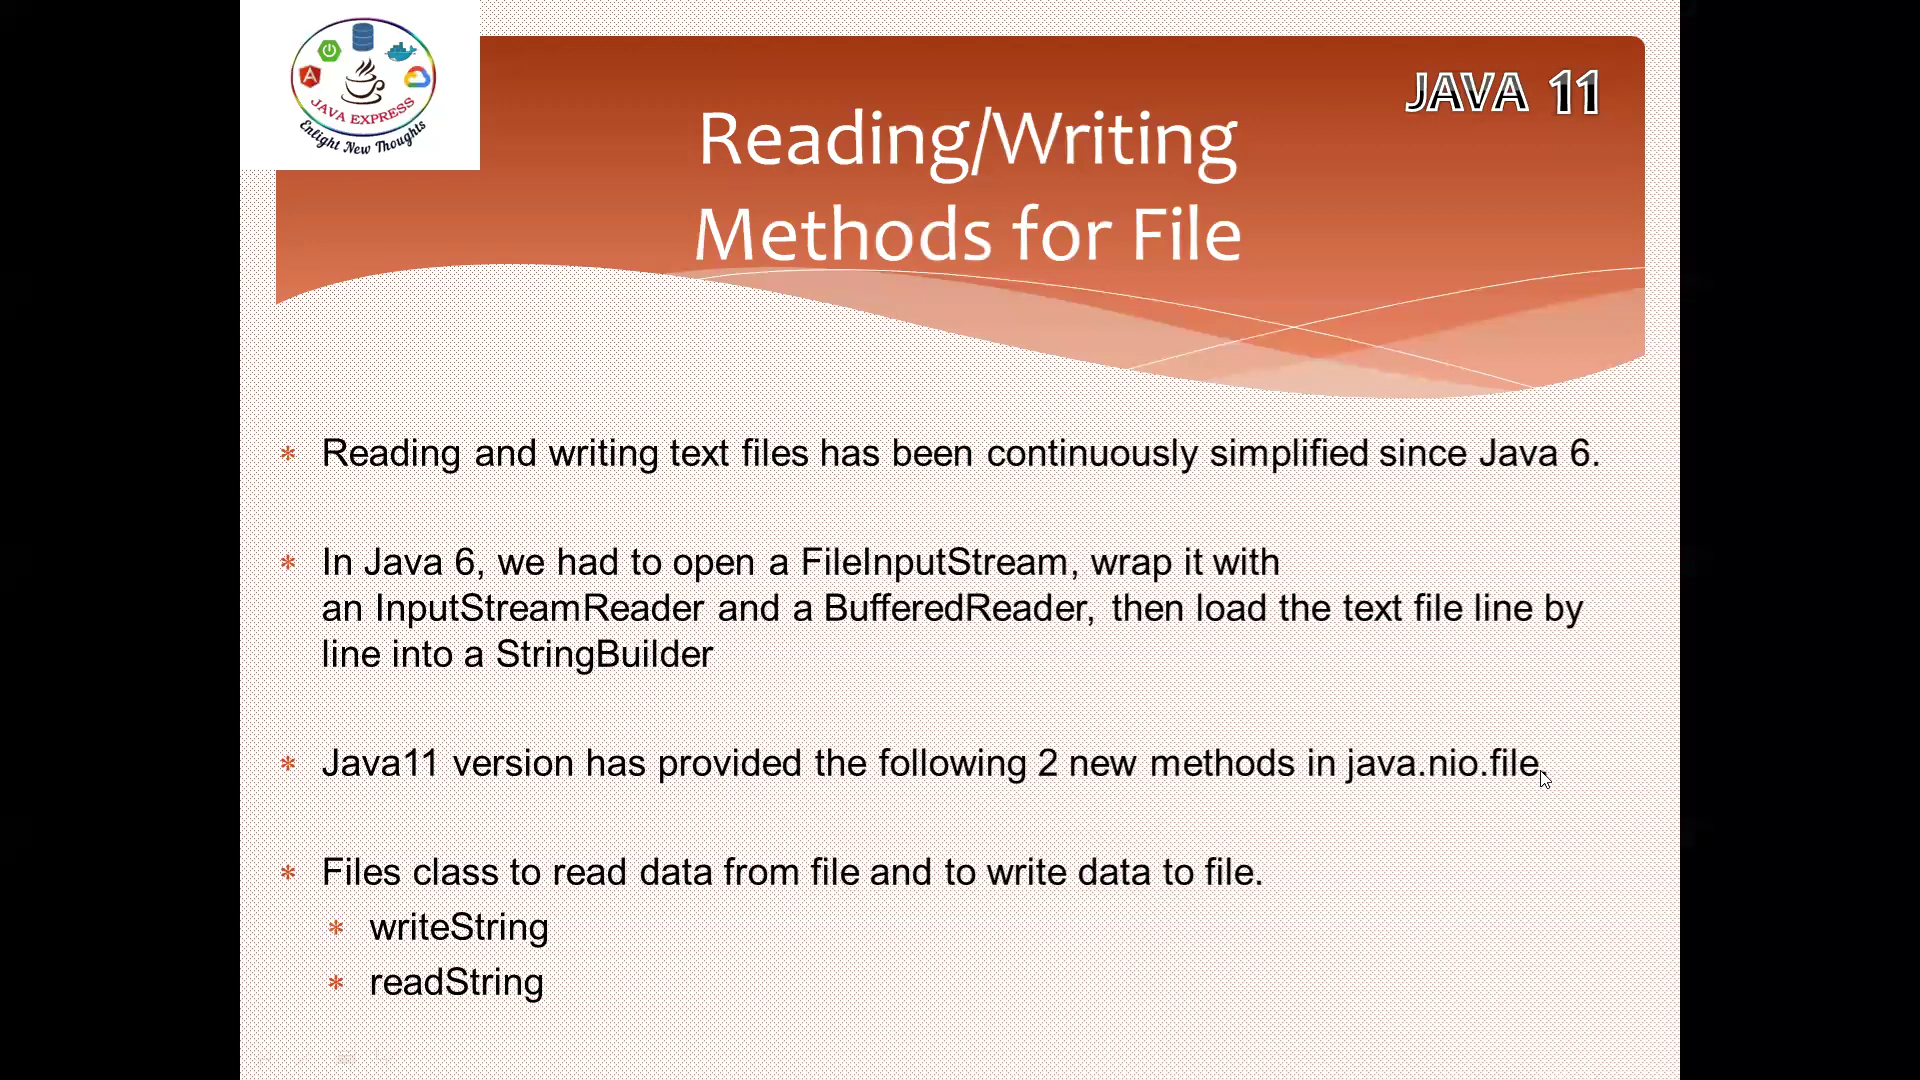 JAVA EXPRESS
Enlight New Thoughts
JAVA 11
Reading/Writing
Methods for File
* Reading and writing text files has been continuously simplified since Java 6.
* In Java 6, we had to open a FileInputStream, wrap it with
an InputStreamReader and a BufferedReader, then load the text file line by
line into a StringBuilder
* Java11 version has provided the following 2 new methods in java.nio.file.
* Files class to read data from file and to write data to file.
* writeString
* readString